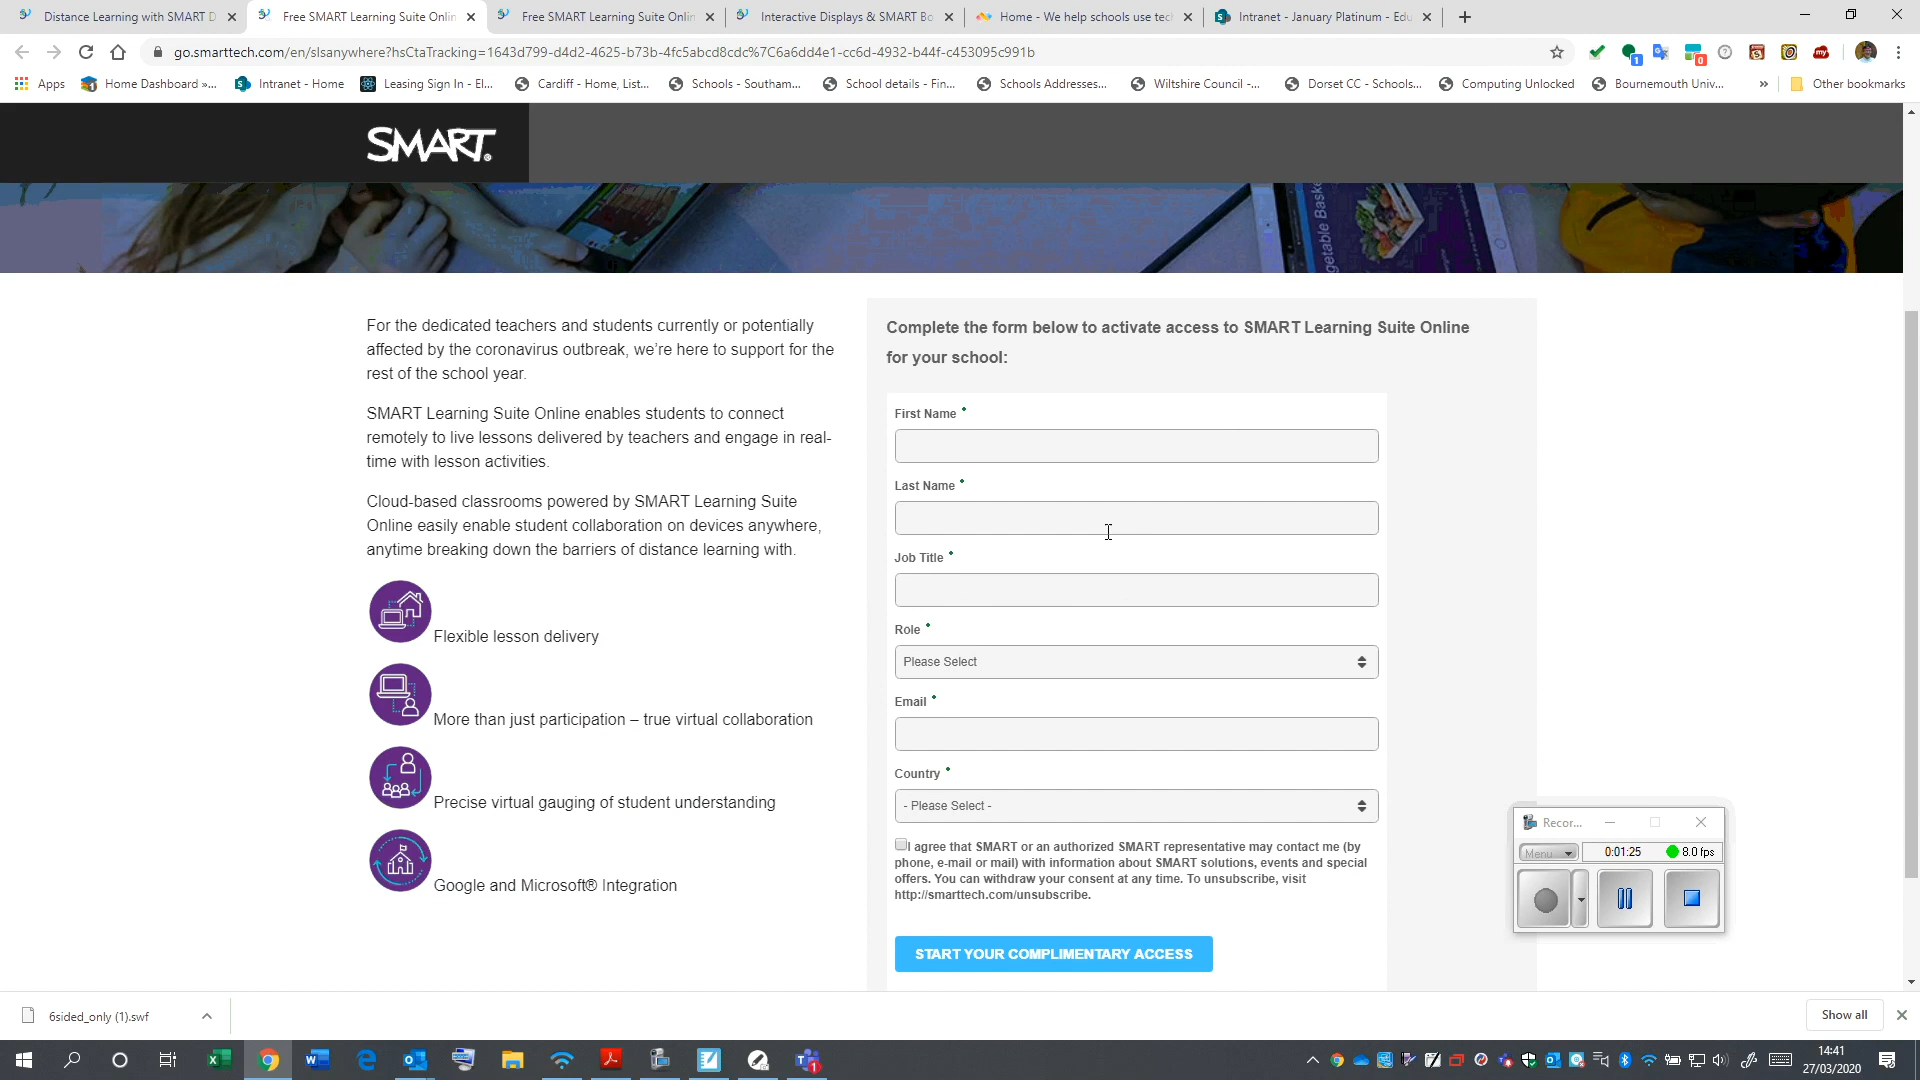 Distance Learning with SMART D
Free SMART Learning Suite Onlin
Free SMART Learning Suite Onlin
Interactive Displays & SMART Bo
Home - We help schools use tec
Intranet - January Platinum - Edu
go.smarttech.com/en/slsanywhere?hsCtaTracking=1643d799-d4d2-4625-b73b-4fc5abcd8cdc%7C6a6dd4e1-cc6d-4932-b44f-c453095c991b
Apps
Home Dashboard »...
Intranet - Home
Leasing Sign In - El...
Cardiff - Home, List...
Schools - Southam...
School details - Fin...
Schools Addresses...
Wiltshire Council -...
Dorset CC - Schools...
Computing Unlocked
Bournemouth Univ...
»
Other bookmarks
SMART
For the dedicated teachers and students currently or potentially
affected by the coronavirus outbreak, we're here to support for the
rest of the school year.
SMART Learning Suite Online enables students to connect
remotely to live lessons delivered by teachers and engage in real-
time with lesson activities.
Cloud-based classrooms powered by SMART Learning Suite
Online easily enable student collaboration on devices anywhere,
anytime breaking down the barriers of distance learning with.
Flexible lesson delivery
More than just participation – true virtual collaboration
Precise virtual gauging of student understanding
Google and Microsoft® Integration
Complete the form below to activate access to SMART Learning Suite Online
for your school:
First Name *
Last Name *
Job Title *
Role *
Please Select
Email *
Country *
- Please Select -
I agree that SMART or an authorized SMART representative may contact me (by
phone, e-mail or mail) with information about SMART solutions, events and special
offers. You can withdraw your consent at any time. To unsubscribe, visit
http://smarttech.com/unsubscribe.
START YOUR COMPLIMENTARY ACCESS
Recor...
Menu
0:01:25
8.0 fps
6sided_only (1).swf
Show all
14:41
27/03/2020